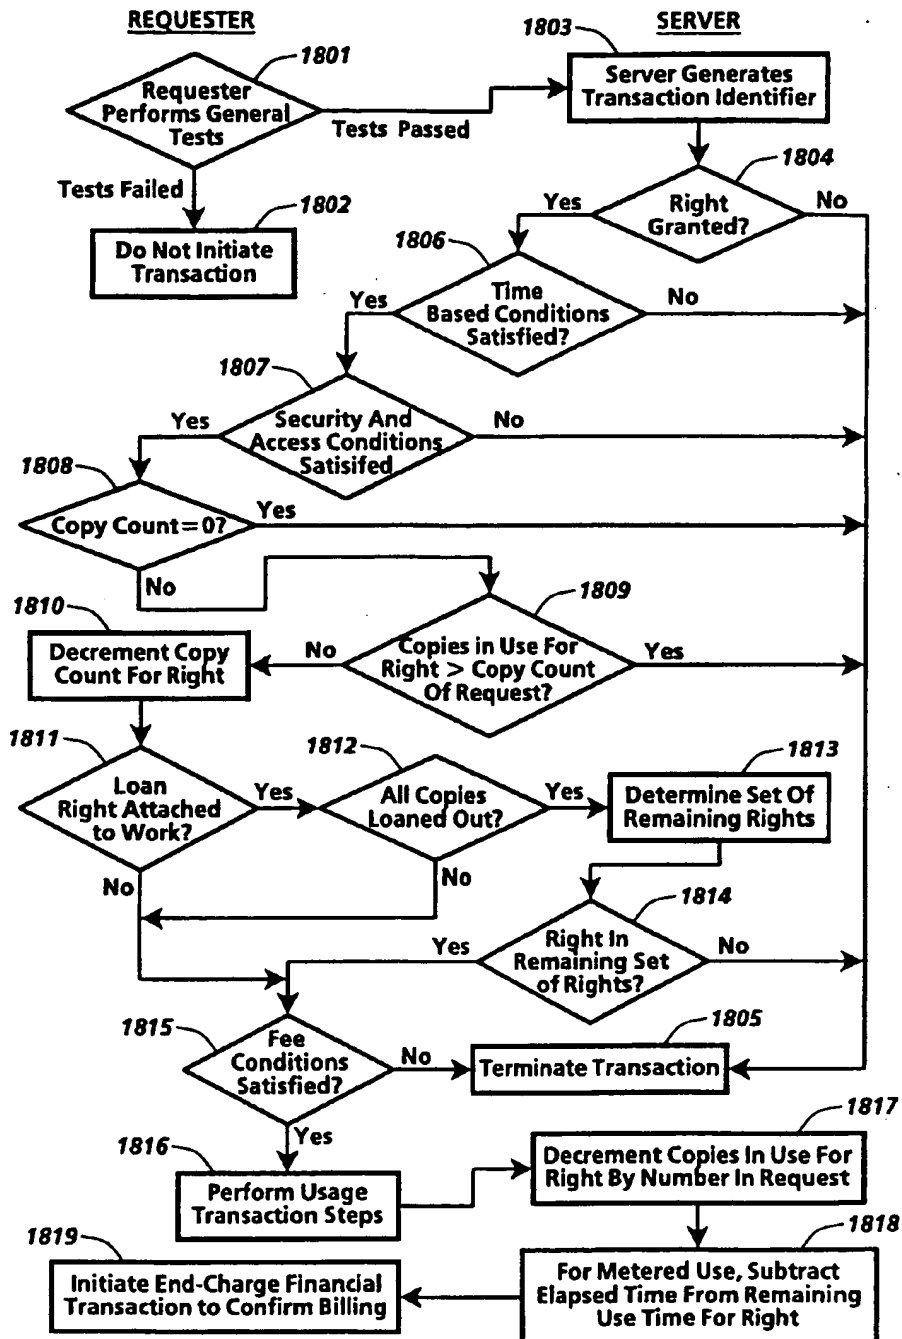 REQUESTER
SERVER
1801
1803
Requester
Performs General
Tests
Tests Passed
Server Generates
Transaction Identifier
Tests Failed
1802
Do Not Initiate
Transaction
1804
Right
Granted?
Yes
No
1806
Time
Based Conditions
Satisfied?
Yes
No
1807
Security And
Access Conditions
Satisifed
Yes
No
1808
Copy Count=0?
Yes
No
1809
Copies in Use For
Right > Copy Count
Of Request?
No
Yes
1810
Decrement Copy
Count For Right
1811
Loan
Right Attached
to Work?
Yes
No
1812
All Copies
Loaned Out?
Yes
No
1813
Determine Set Of
Remaining Rights
1814
Right In
Remaining Set
of Rights?
Yes
No
1815
Fee
Conditions
Satisfied?
No
Yes
1805
Terminate Transaction
1816
Perform Usage
Transaction Steps
1817
Decrement Copies In Use For
Right By Number In Request
1818
For Metered Use, Subtract
Elapsed Time From Remaining
Use Time For Right
1819
Initiate End-Charge Financial
Transaction to Confirm Billing